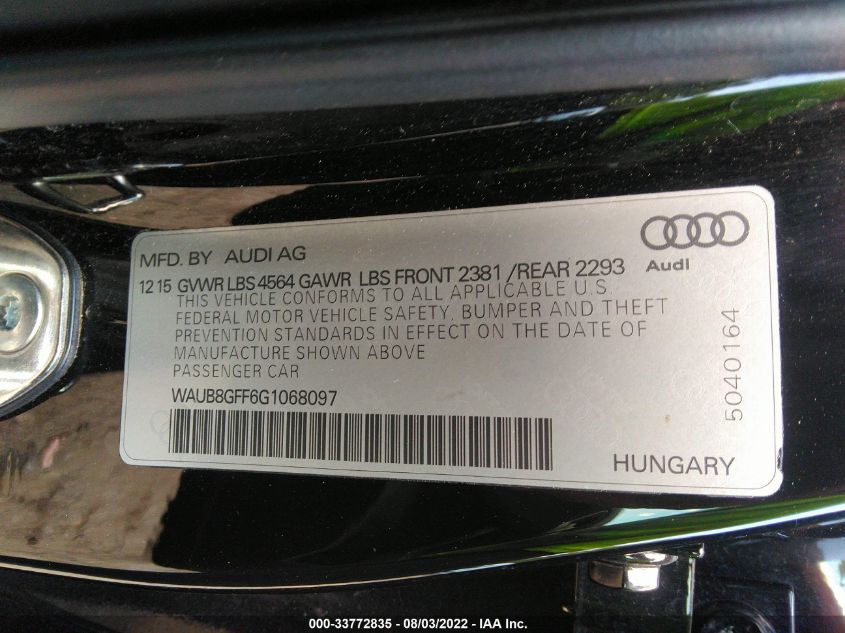 MFD. BY AUDI AG
Audi
12 15 GVWR LBS 4564 GAWR LBS FRONT 2381 /REAR 2293
THIS VEHICLE CONFORMS TO ALL APPLICABLE U.S.
FEDERAL MOTOR VEHICLE SAFETY, BUMPER AND THEFT
PREVENTION STANDARDS IN EFFECT ON THE DATE OF
MANUFACTURE SHOWN ABOVE
PASSENGER CAR
WAUB8GFF6G1068097
5040164
HUNGARY
000-33772835 - 08/03/2022 - IAA Inc.